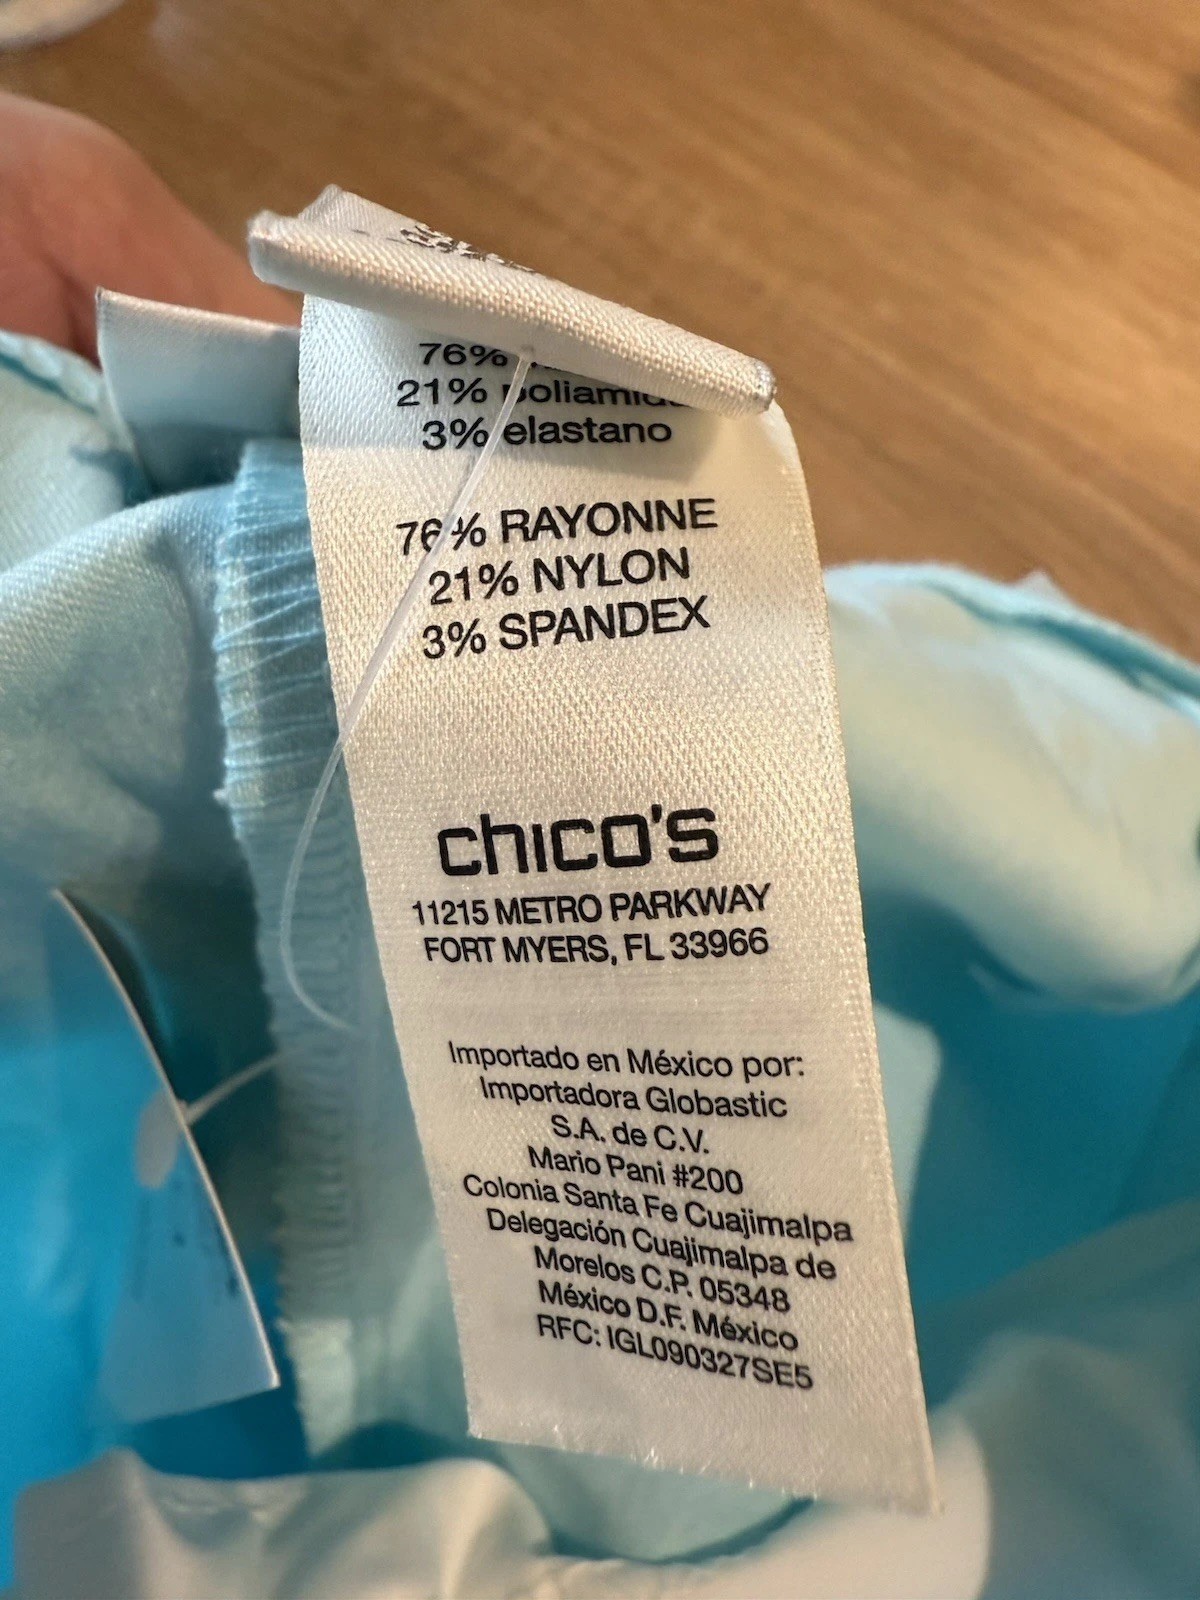 76%
21% poliamida
3% elastano
76% RAYONNE
21% NYLON
3% SPANDEX
chico's
11215 METRO PARKWAY
FORT MYERS, FL 33966
Importado en México por:
Importadora Globastic
S.A. de C.V.
Mario Pani #200
Colonia Santa Fe Cuajimalpa
Delegación Cuajimalpa de
Morelos C.P. 05348
México D.F. México
RFC: IGL090327SE5